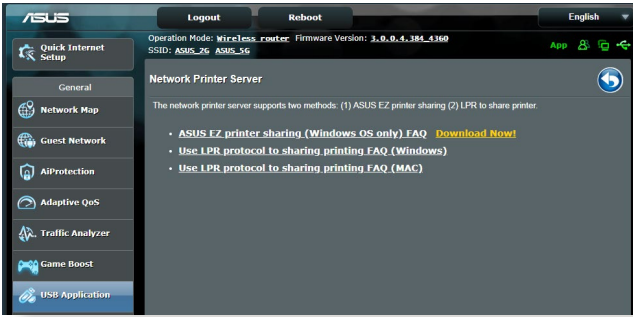 ASUS
Logout
Reboot
English
Quick Internet
Setup
Operation Mode: Wireless router Firmware Version: 3.0.0.4.384_4360
SSID: ASUS_2G ASUS_5G
App
General
Network Map
Guest Network
AiProtection
Adaptive QoS
Traffic Analyzer
Game Boost
USB Application
Network Printer Server
The network printer server supports two methods: (1) ASUS EZ printer sharing (2) LPR to share printer.
ASUS EZ printer sharing (Windows OS only) FAQ Download Now!
Use LPR protocol to sharing printing FAQ (Windows)
Use LPR protocol to sharing printing FAQ (MAC)